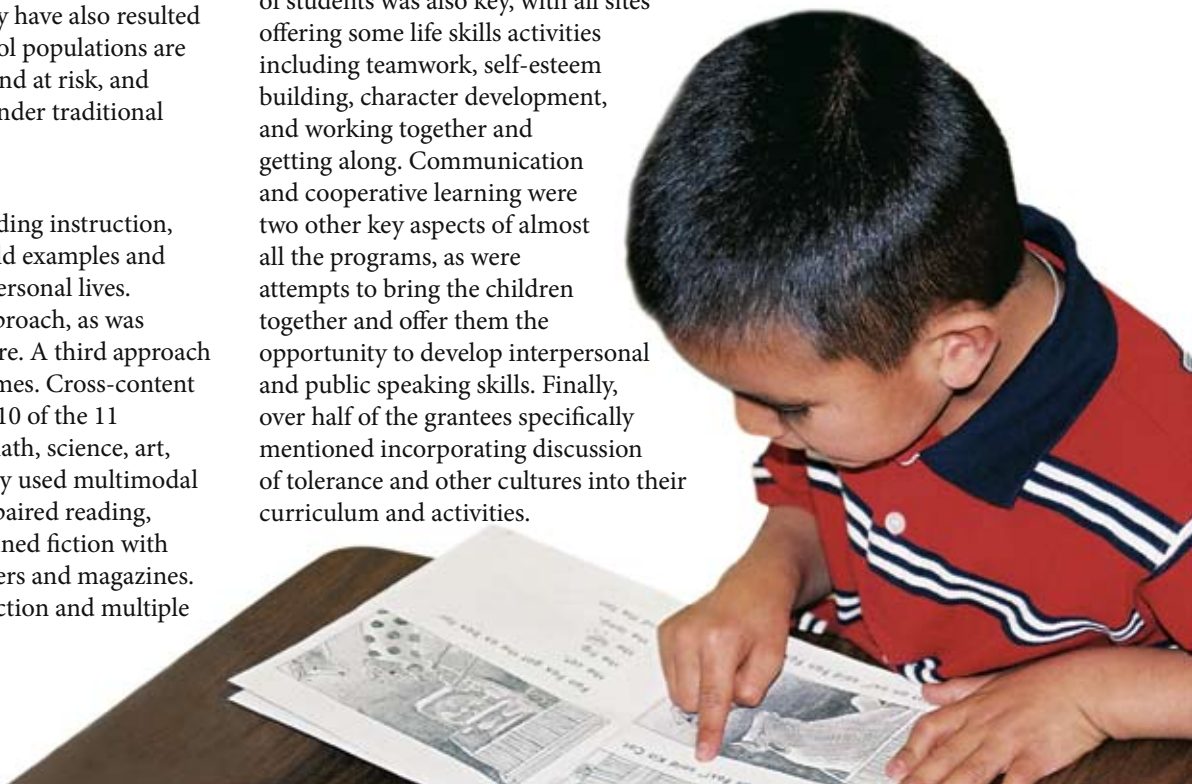 y have also resulted
ol populations are
nd at risk, and
nder traditional
ding instruction,
ld examples and
ersonal lives.
proach, as was
re. A third approach
mes. Cross-content
10 of the 11
ath, science, art,
y used multimodal
paired reading,
ned fiction with
ers and magazines.
ction and multiple
of students was also key, with all sites
offering some life skills activities
including teamwork, self-esteem
building, character development,
and working together and
getting along. Communication
and cooperative learning were
two other key aspects of almost
all the programs, as were
attempts to bring the children
together and offer them the
opportunity to develop interpersonal
and public speaking skills. Finally,
over half of the grantees specifically
mentioned incorporating discussion
of tolerance and other cultures into their
curriculum and activities.